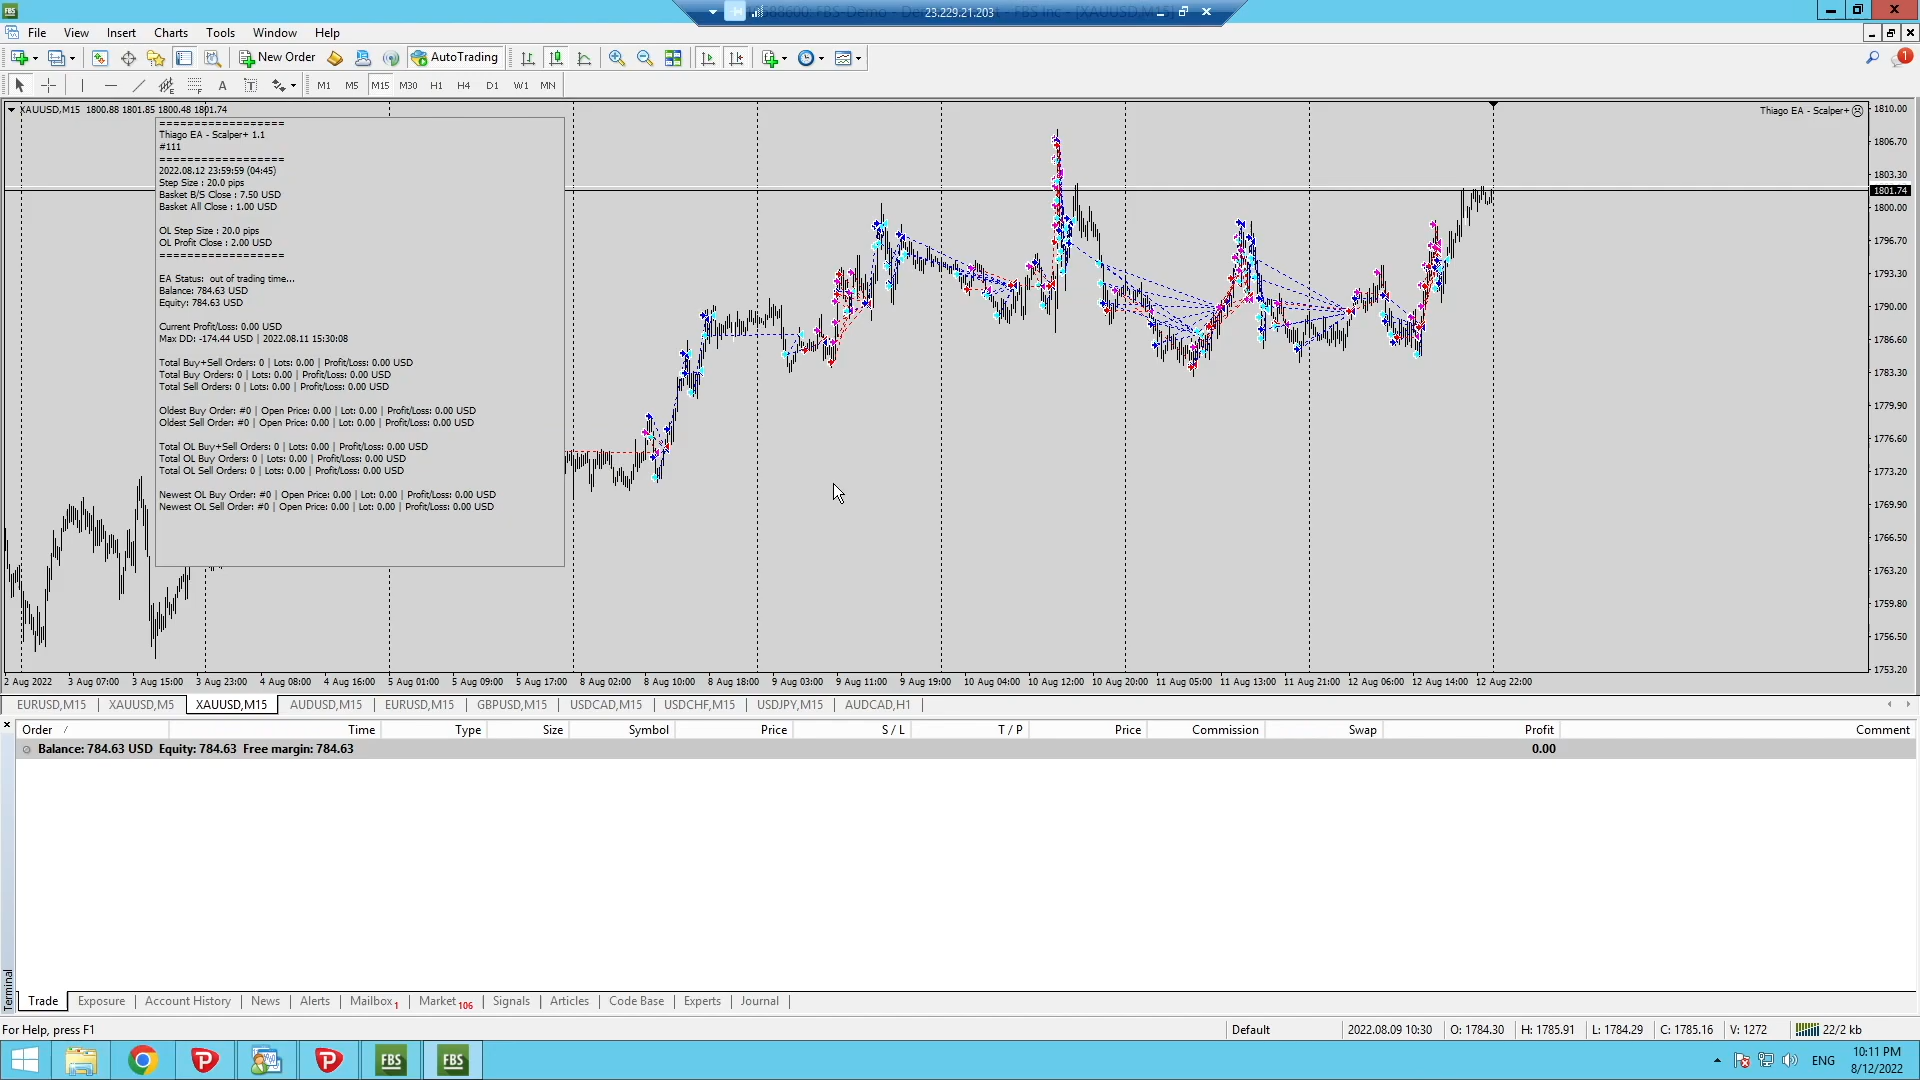 FBS
88600: FBS-Demo - De
23.229.21.203
t - FBS Inc - [XAUUSD,M15]
File View Insert Charts Tools Window Help
New Order AutoTrading
1
A T M1 M5 M15 M30 H1 H4 D1 W1 MN
XAUUSD,M15 1800.88 1801.85 1800.48 1801.74
Thiago EA - Scalper+
==================
Thiago EA - Scalper+ 1.1
#111
==================
2022.08.12 23:59:59 (04:45)
Step Size : 20.0 pips
Basket B/S Close : 7.50 USD
Basket All Close : 1.00 USD
OL Step Size : 20.0 pips
OL Profit Close : 2.00 USD
==================
EA Status: out of trading time...
Balance: 784.63 USD
Equity: 784.63 USD
Current Profit/Loss: 0.00 USD
Max DD: -174.44 USD | 2022.08.11 15:30:08
Total Buy+Sell Orders: 0 | Lots: 0.00 | Profit/Loss: 0.00 USD
Total Buy Orders: 0 | Lots: 0.00 | Profit/Loss: 0.00 USD
Total Sell Orders: 0 | Lots: 0.00 | Profit/Loss: 0.00 USD
Oldest Buy Order: #0 | Open Price: 0.00 | Lot: 0.00 | Profit/Loss: 0.00 USD
Oldest Sell Order: #0 | Open Price: 0.00 | Lot: 0.00 | Profit/Loss: 0.00 USD
Total OL Buy+Sell Orders: 0 | Lots: 0.00 | Profit/Loss: 0.00 USD
Total OL Buy Orders: 0 | Lots: 0.00 | Profit/Loss: 0.00 USD
Total OL Sell Orders: 0 | Lots: 0.00 | Profit/Loss: 0.00 USD
Newest OL Buy Order: #0 | Open Price: 0.00 | Lot: 0.00 | Profit/Loss: 0.00 USD
Newest OL Sell Order: #0 | Open Price: 0.00 | Lot: 0.00 | Profit/Loss: 0.00 USD
1810.00
1806.70
1803.30
1801.74
1800.00
1796.70
1793.30
1790.00
1786.60
1783.30
1779.90
1776.60
1773.20
1769.90
1766.50
1763.20
1759.80
1756.50
1753.20
2 Aug 2022 3 Aug 07:00 3 Aug 15:00 3 Aug 23:00 4 Aug 08:00 4 Aug 16:00 5 Aug 01:00 5 Aug 09:00 5 Aug 17:00 8 Aug 02:00 8 Aug 10:00 8 Aug 18:00 9 Aug 03:00 9 Aug 11:00 9 Aug 19:00 10 Aug 04:00 10 Aug 12:00 10 Aug 20:00 11 Aug 05:00 11 Aug 13:00 11 Aug 21:00 12 Aug 06:00 12 Aug 14:00 12 Aug 22:00
EURUSD,M15 XAUUSD,M5 XAUUSD,M15 AUDUSD,M15 EURUSD,M15 GBPUSD,M15 USDCAD,M15 USDCHF,M15 USDJPY,M15 AUDCAD,H1
Order / Time Type Size Symbol Price S / L T / P Price Commission Swap Profit Comment
Balance: 784.63 USD Equity: 784.63 Free margin: 784.63 0.00
Terminal
Trade Exposure Account History News Alerts Mailbox 1 Market 106 Signals Articles Code Base Experts Journal
For Help, press F1 Default 2022.08.09 10:30 O: 1784.30 H: 1785.91 L: 1784.29 C: 1785.16 V: 1272 22/2 kb
FBS FBS ENG 10:11 PM
8/12/2022